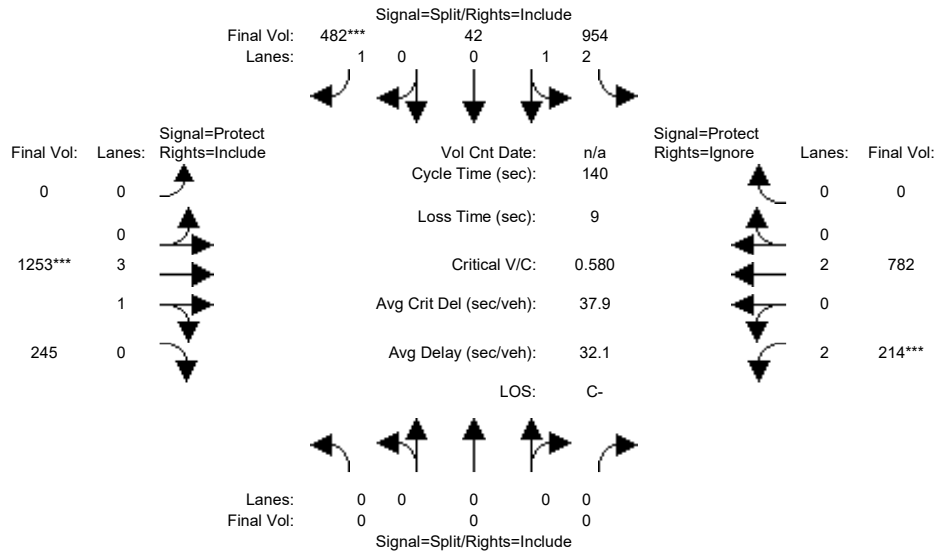 Signal=Split/Rights=Include
Final Vol: 482*** 42 954
Lanes: 1 0 0 1 2
Signal=Protect
Final Vol: Lanes: Rights=Include
Vol Cnt Date: n/a
Signal=Protect
Rights=Ignore Lanes: Final Vol:
Cycle Time (sec): 140
0 0
0 0
Loss Time (sec): 9
0
0
1253*** 3
Critical V/C: 0.580
2 782
1
Avg Crit Del (sec/veh): 37.9
0
245 0
Avg Delay (sec/veh): 32.1
2 214***
LOS: C-
Lanes: 0 0 0 0 0
Final Vol: 0 0 0
Signal=Split/Rights=Include